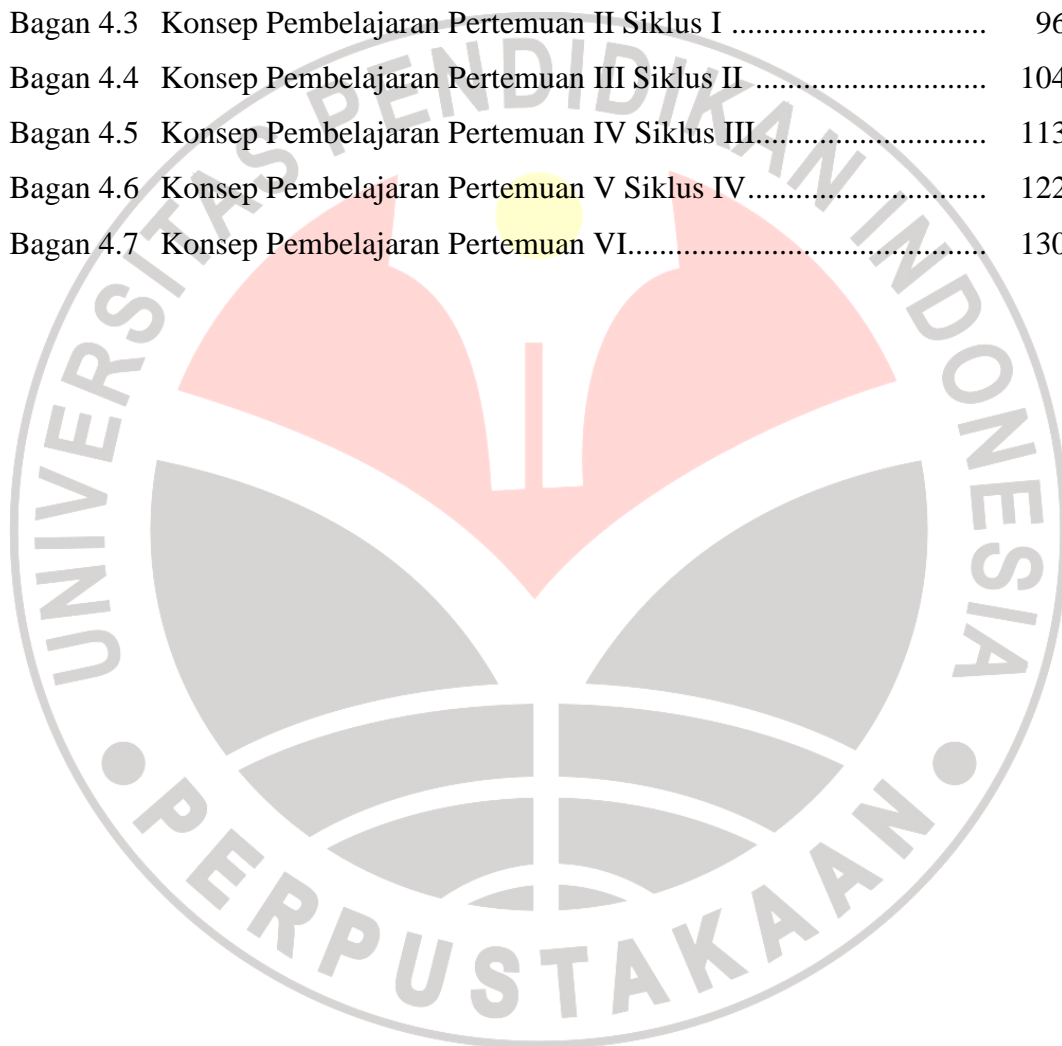 Bagan 4.3 Konsep Pembelajaran Pertemuan II Siklus I .............................. 96
Bagan 4.4 Konsep Pembelajaran Pertemuan III Siklus II ........................... 104
Bagan 4.5 Konsep Pembelajaran Pertemuan IV Siklus III........................... 113
Bagan 4.6 Konsep Pembelajaran Pertemuan V Siklus IV............................ 122
Bagan 4.7 Konsep Pembelajaran Pertemuan VI.......................................... 130
UNIVERSITAS PENDIDIKAN INDONESIA
PERPUSTAKAAN